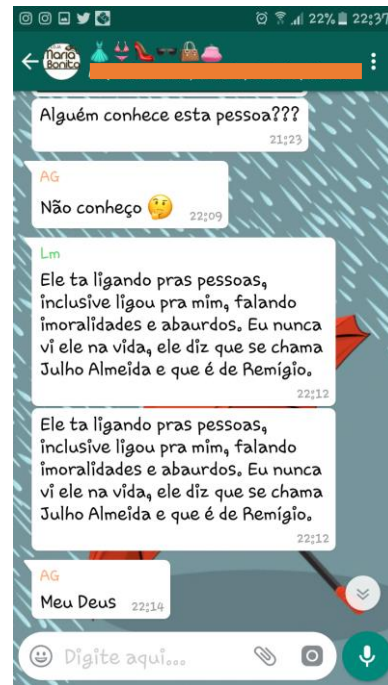 22% 22:37
Maria
Bonita
Alguém conhece esta pessoa???
21:23
AG
Não conheço 🤔 22:09
Lm
Ele ta ligando pras pessoas,
inclusive ligou pra mim, falando
imoralidades e abaurdos. Eu nunca
vi ele na vida, ele diz que se chama
Julho Almeida e que é de Remígio.
22:12
Ele ta ligando pras pessoas,
inclusive ligou pra mim, falando
imoralidades e abaurdos. Eu nunca
vi ele na vida, ele diz que se chama
Julho Almeida e que é de Remígio.
22:12
AG
Meu Deus 22:14
Digite aqui...